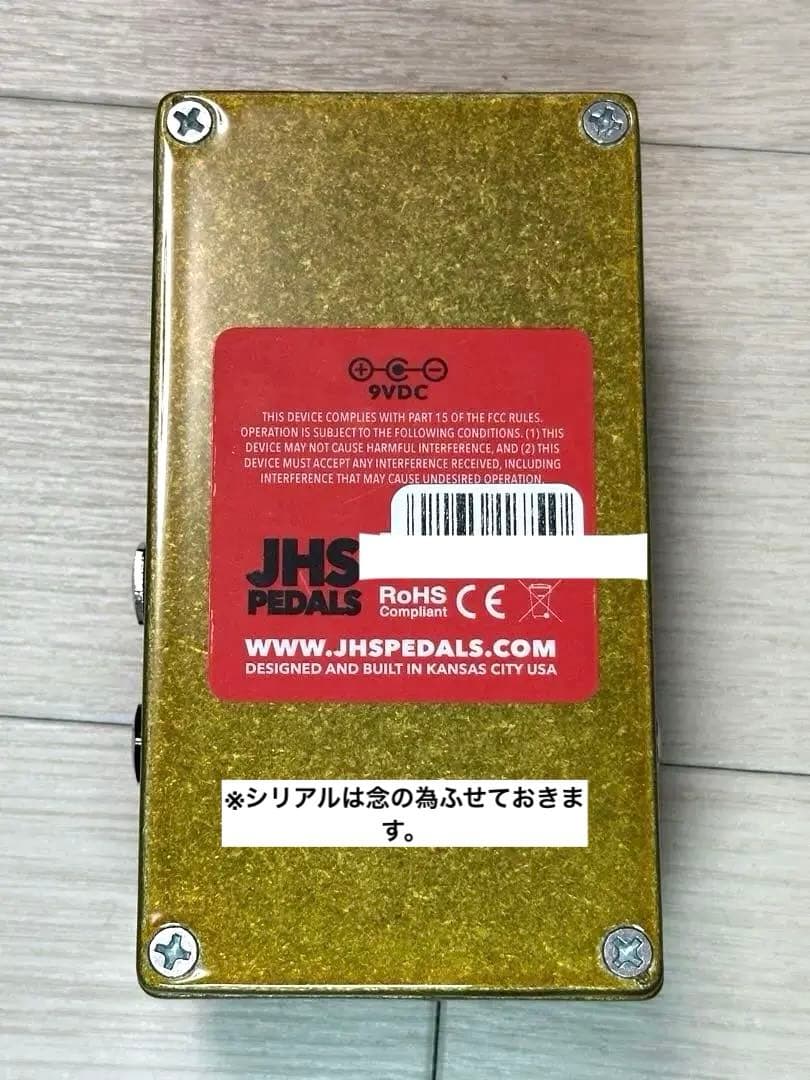 9VDC
THIS DEVICE COMPLIES WITH PART 15 OF THE FCC RULES.
OPERATION IS SUBJECT TO THE FOLLOWING CONDITIONS. (1) THIS
DEVICE MAY NOT CAUSE HARMFUL INTERFERENCE, AND (2) THIS
DEVICE MUST ACCEPT ANY INTERFERENCE RECEIVED, INCLUDING
INTERFERENCE THAT MAY CAUSE UNDESIRED OPERATION.
JHS
PEDALS
RoHS
Compliant
CE
WWW.JHSPEDALS.COM
DESIGNED AND BUILT IN KANSAS CITY USA
※シリアルは念の為ふせておきま
す。